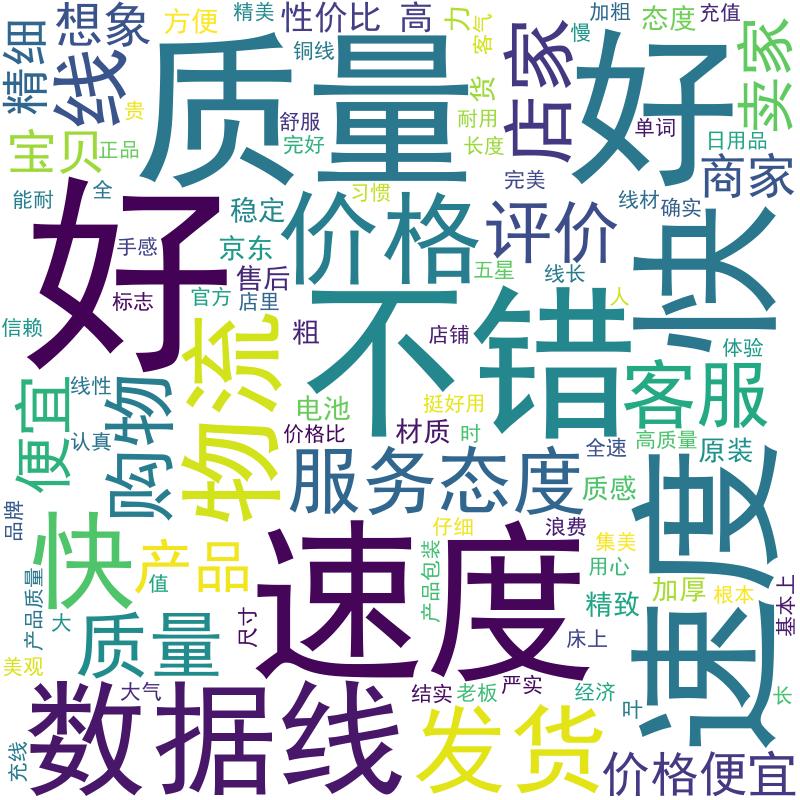 精细
想象
方便
精美
性价比
高
力
客气
加粗
慢
态度
充值
线
铜线
质量
货
店家
好
卖家
贵
宝贝
正品
舒服
完好
耐用
长度
单词
日用品
商家
能耐
全
好
稳定
习惯
价格
完美
评价
线材
确实
快
手感
京东
售后
五星
线长
标志
官方
店里
人
信赖
物流
粗
不错
店铺
体验
便宜
线性
购物
电池
挺好用
客服
认真
价格比
材质
时
全速
高质量
原装
服务态度
质感
速度
品牌
快
产品
速度
仔细
浪费
集美
用心
产品质量
值
产品包装
加厚
根本
基本上
大
质量
尺寸
精致
床上
美观
大气
数据线
结实
老板
严实
经济
叶
长
充线
发货
价格便宜